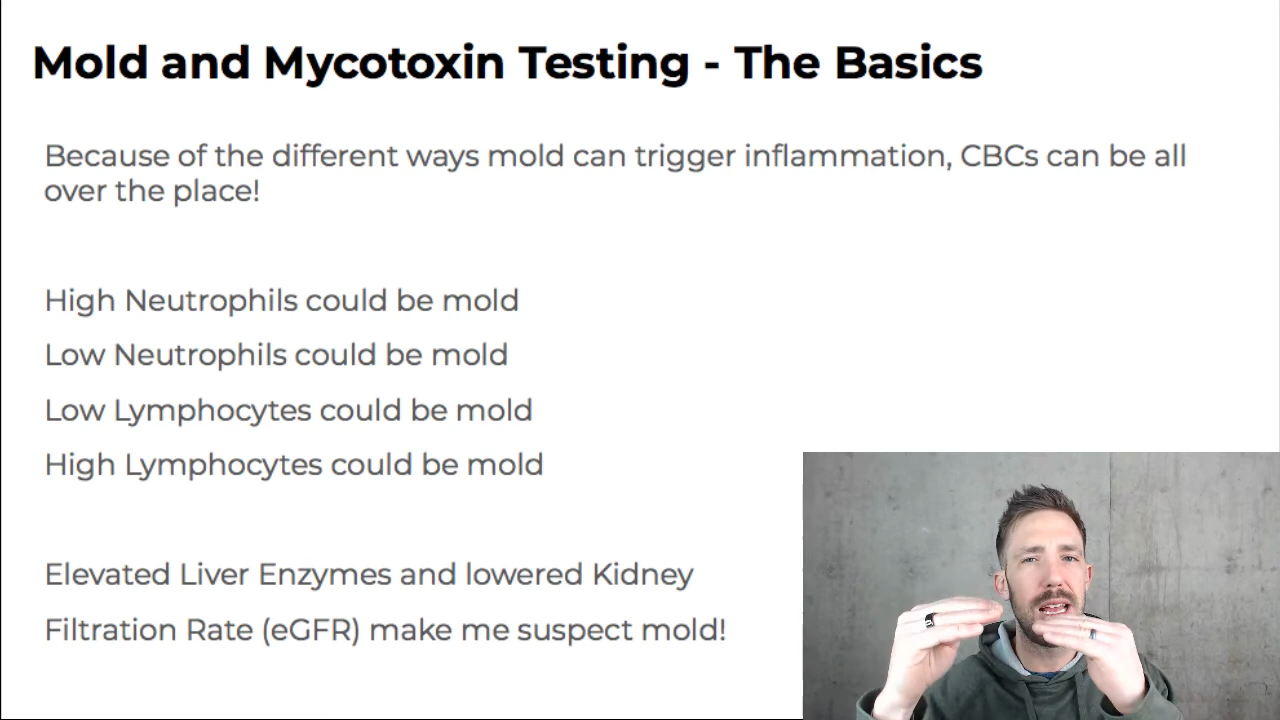 Mold and Mycotoxin Testing - The Basics
Because of the different ways mold can trigger inflammation, CBCs can be all
over the place!
High Neutrophils could be mold
Low Neutrophils could be mold
Low Lymphocytes could be mold
High Lymphocytes could be mold
Elevated Liver Enzymes and lowered Kidney
Filtration Rate (eGFR) make me suspect mold!